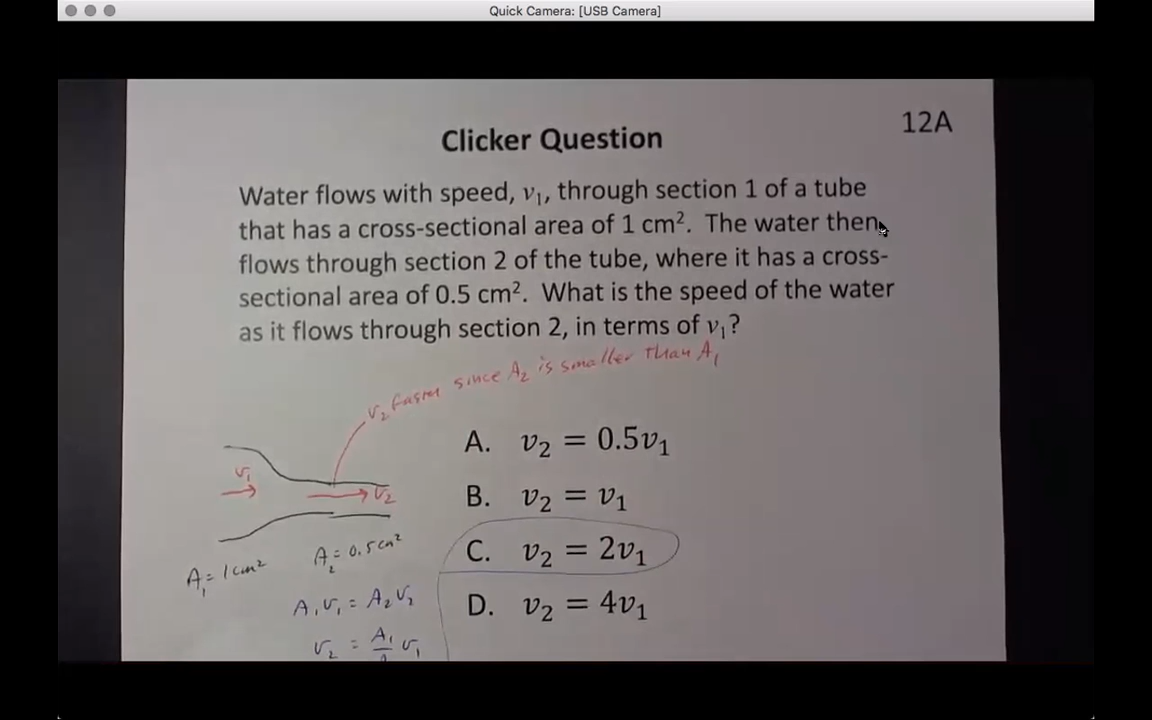 Quick Camera: [USB Camera]
12A
Clicker Question
Water flows with speed, v₁, through section 1 of a tube
that has a cross-sectional area of 1 cm². The water then
flows through section 2 of the tube, where it has a cross-
sectional area of 0.5 cm². What is the speed of the water
as it flows through section 2, in terms of v₁?
v₂ faster since A₂ is smaller than A₁
A. v₂ = 0.5v₁
B. v₂ = v₁
C. v₂ = 2v₁
D. v₂ = 4v₁
v₁
v₂
A₁ = 1 cm²
A₂ = 0.5 cm²
A₁v₁ = A₂v₂
v₂ = A₁/ v₁